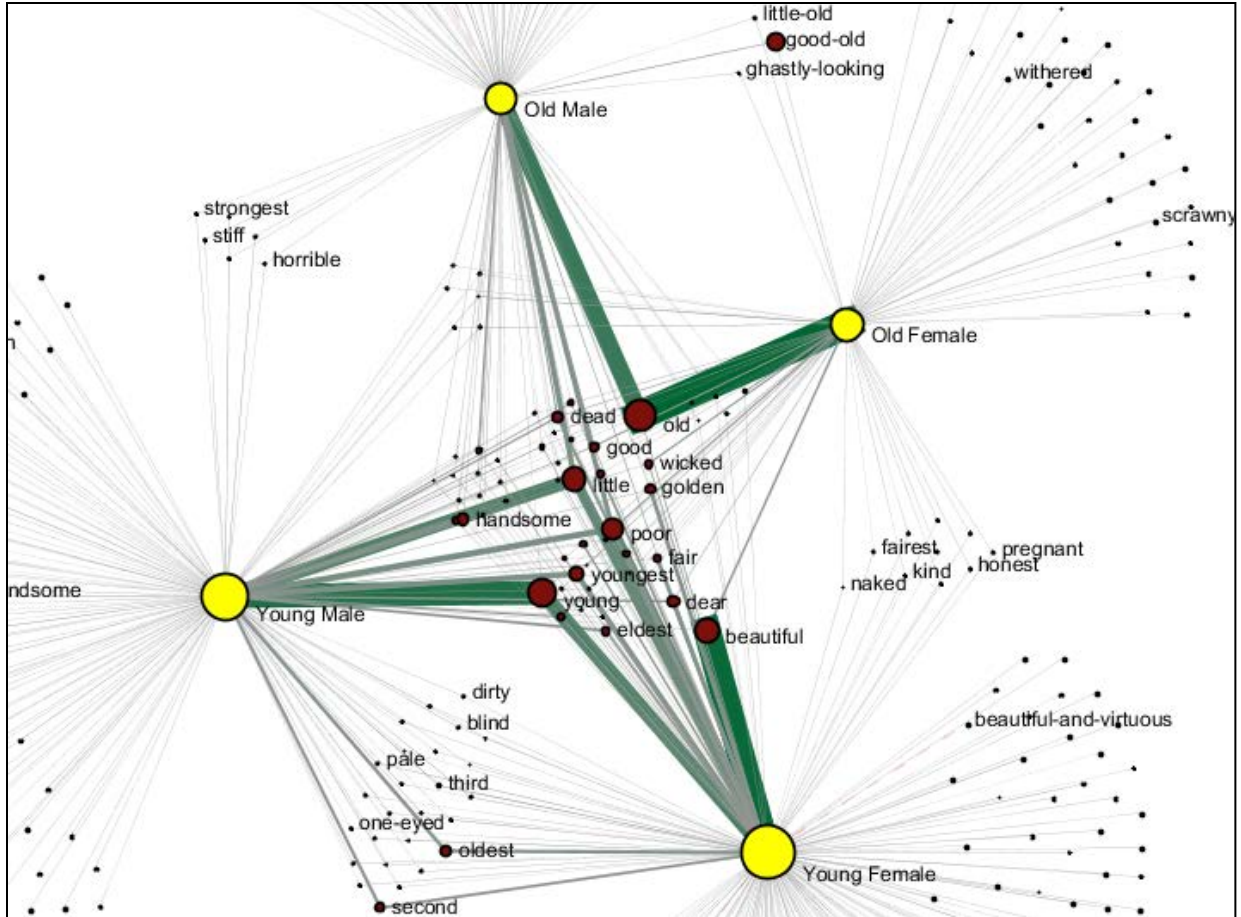 little-old
good-old
ghastly-looking
withered
Old Male
strongest
stiff
horrible
scrawny
Old Female
n
dead
old
good
wicked
little
golden
handsome
poor
fair
fairest
pregnant
honest
kind
naked
youngest
young
dear
eldest
beautiful
ndsome
Young Male
dirty
blind
beautiful-and-virtuous
pale
third
one-eyed
oldest
Young Female
second